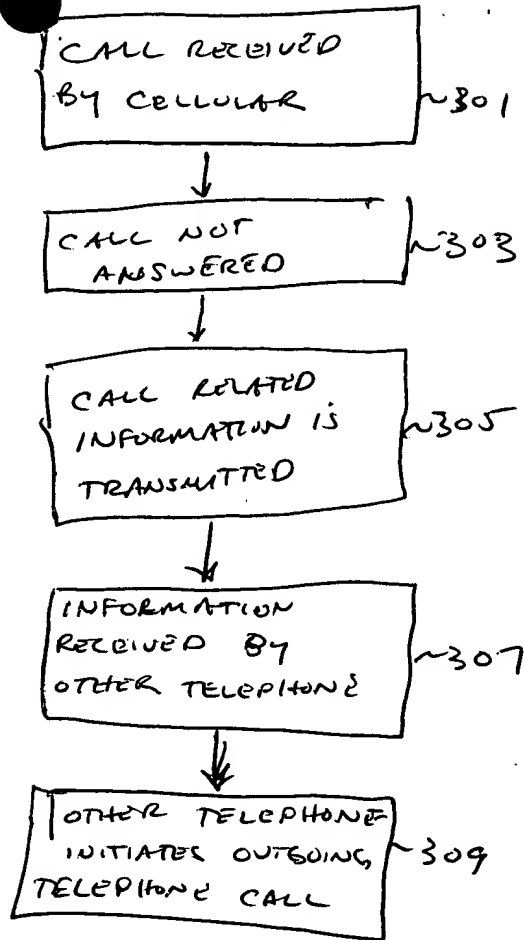 CALL RECEIVED
BY CELLULAR ~301
CALL NOT
ANSWERED ~303
CALL RELATED
INFORMATION IS ~305
TRANSMITTED
INFORMATION
RECEIVED BY ~307
OTHER TELEPHONE
OTHER TELEPHONE
INITIATES OUTGOING ~309
TELEPHONE CALL